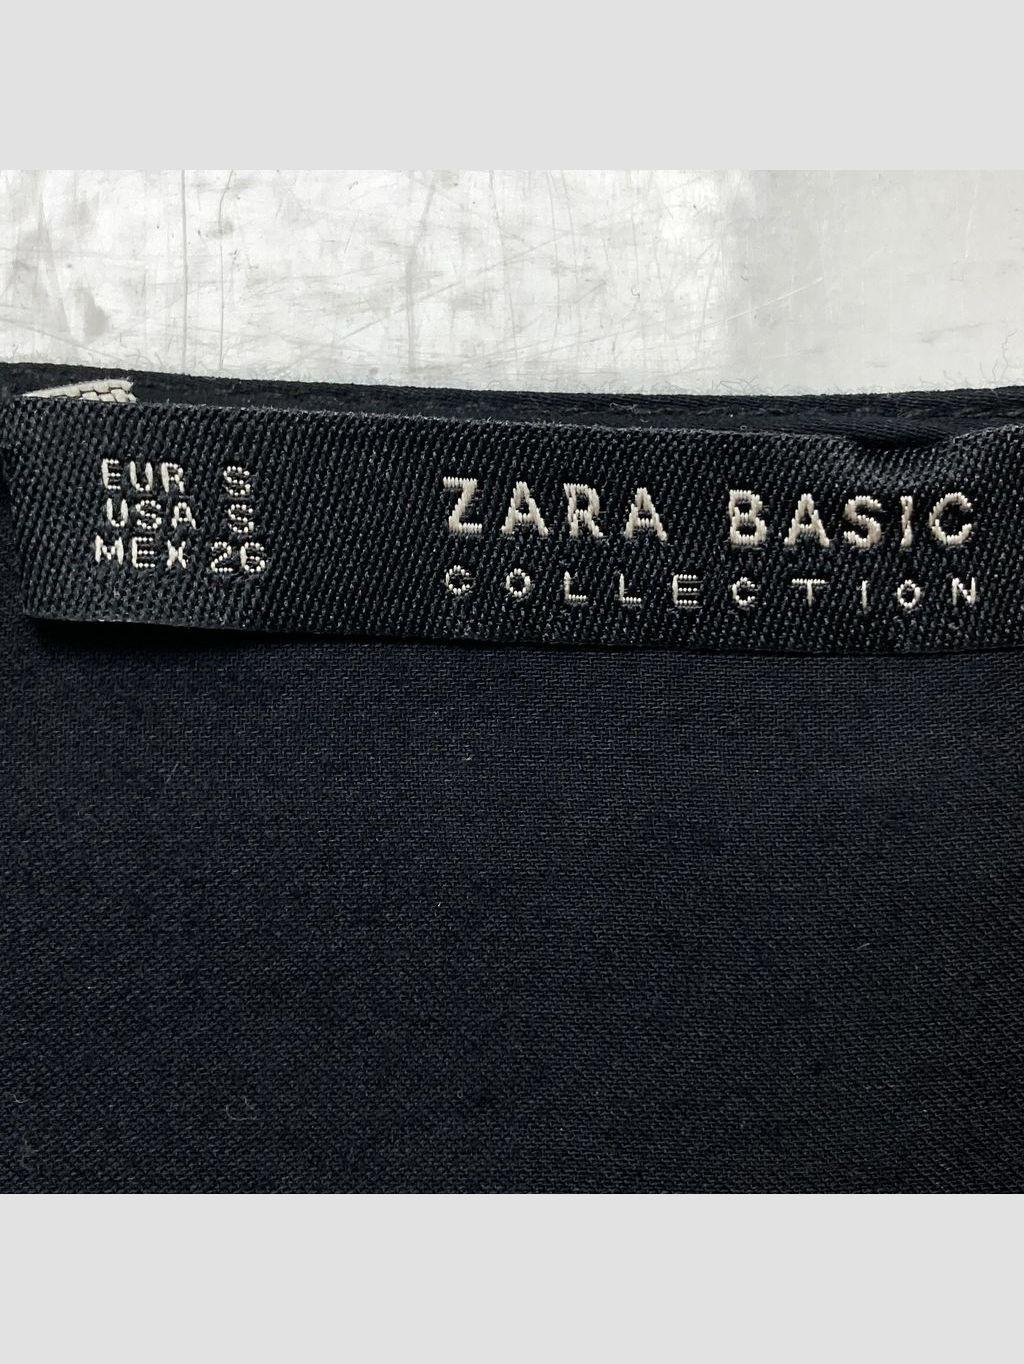 EUR S
USA S
MEX 26
ZARA BASIC
COLLECTION